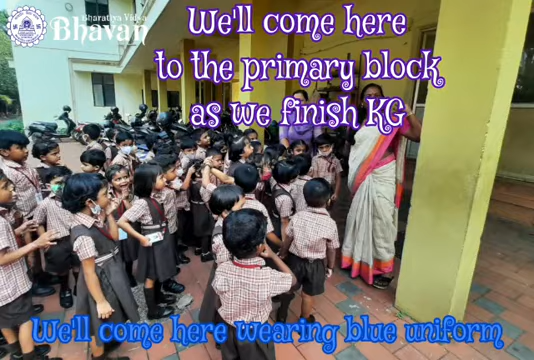 Bharatiya Vidya
Bhavan
We'll come here
to the primary block
as we finish KG
We'll come here wearing blue uniform